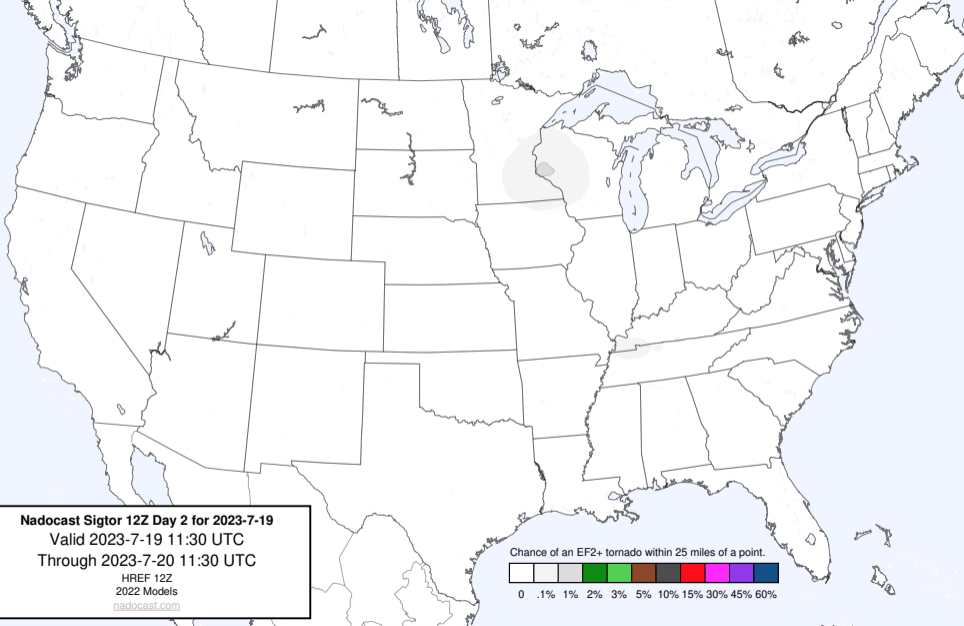 Nadocast Sigtor 12Z Day 2 for 2023-7-19
Valid 2023-7-19 11:30 UTC
Through 2023-7-20 11:30 UTC
HREF 12Z
2022 Models
nadocast.com
Chance of an EF2+ tornado within 25 miles of a point.
0 .1% 1% 2% 3% 5% 10% 15% 30% 45% 60%